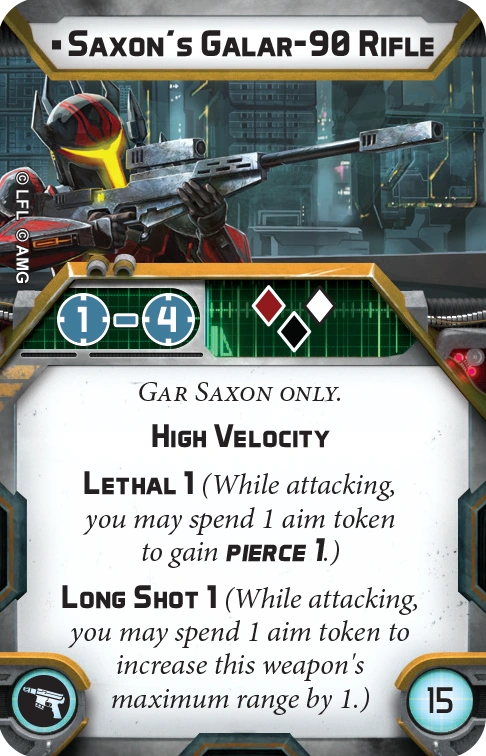 ▪ Saxon's Galar-90 Rifle
© LFL © AMG
1 - 4
Gar Saxon only.
High Velocity
Lethal 1 (While attacking,
you may spend 1 aim token
to gain pierce 1.)
Long Shot 1 (While attacking,
you may spend 1 aim token to
increase this weapon's
maximum range by 1.)
15